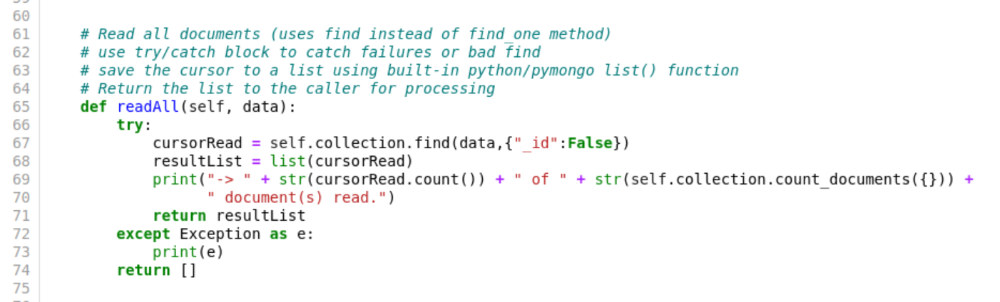 60
61 # Read all documents (uses find instead of find_one method)
62 # use try/catch block to catch failures or bad find
63 # save the cursor to a list using built-in python/pymongo list() function
64 # Return the list to the caller for processing
65 def readAll(self, data):
66 try:
67 cursorRead = self.collection.find(data,{"_id":False})
68 resultList = list(cursorRead)
69 print("-> " + str(cursorRead.count()) + " of " + str(self.collection.count_documents({})) +
70 " document(s) read.")
71 return resultList
72 except Exception as e:
73 print(e)
74 return []
75